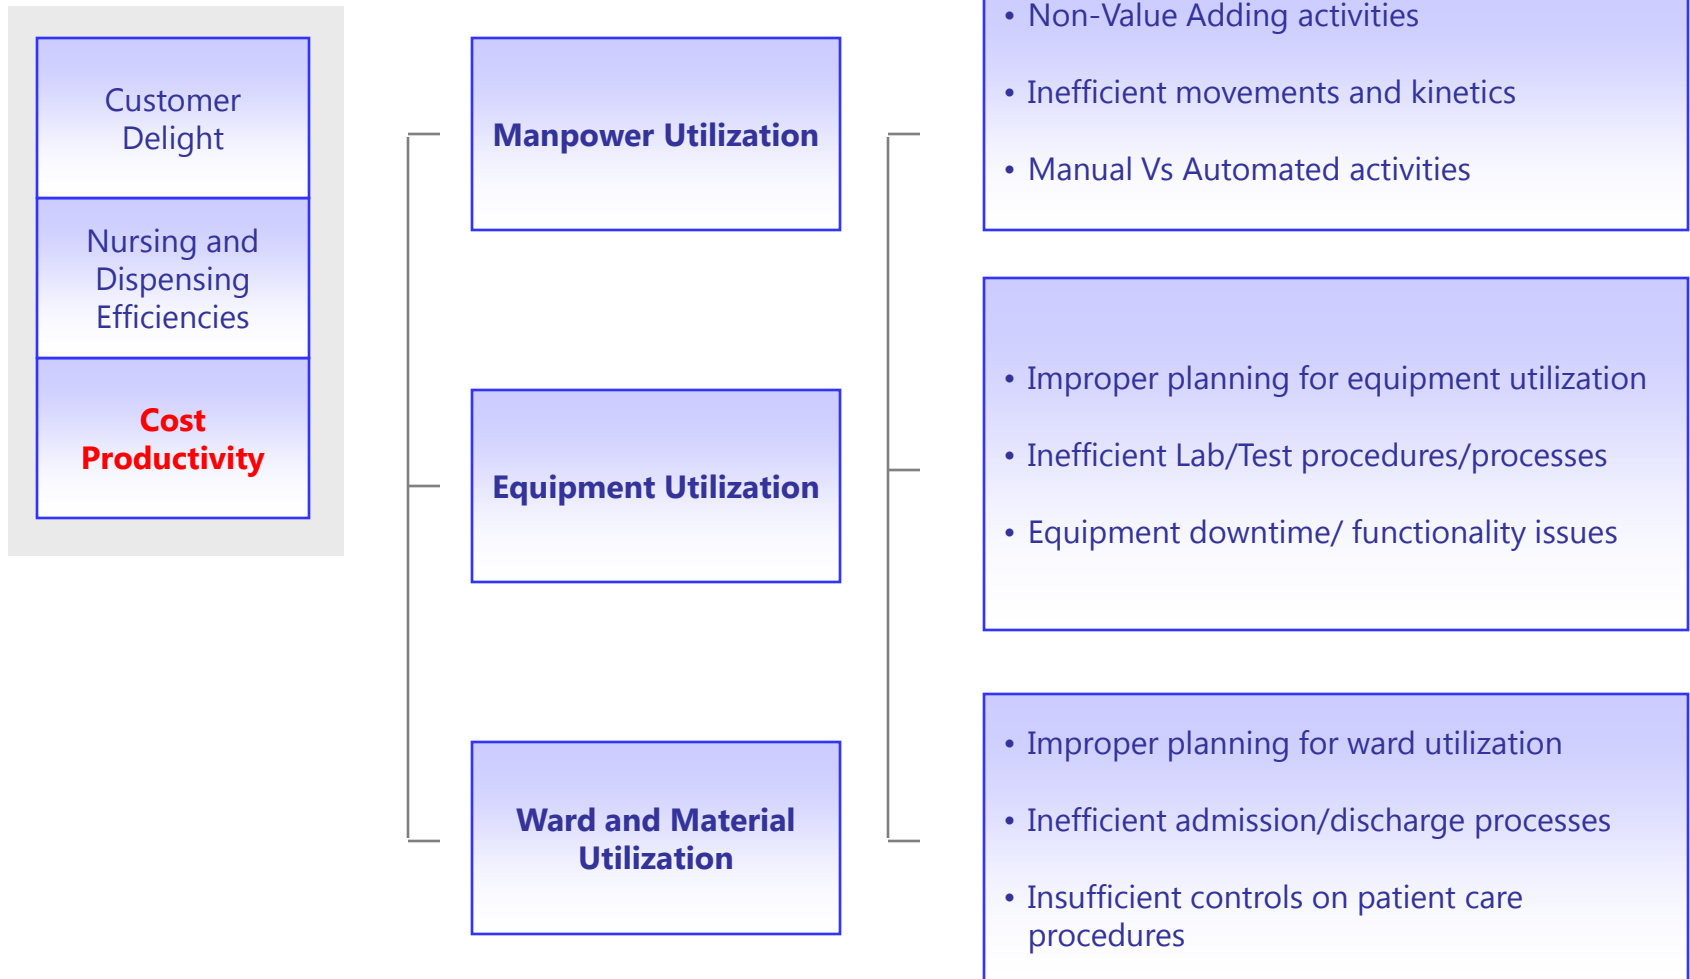 Customer
Delight
Nursing and
Dispensing
Efficiencies
Cost
Productivity
Manpower Utilization
Equipment Utilization
Ward and Material
Utilization
• Non-Value Adding activities
• Inefficient movements and kinetics
• Manual Vs Automated activities
• Improper planning for equipment utilization
• Inefficient Lab/Test procedures/processes
• Equipment downtime/ functionality issues
• Improper planning for ward utilization
• Inefficient admission/discharge processes
• Insufficient controls on patient care
procedures